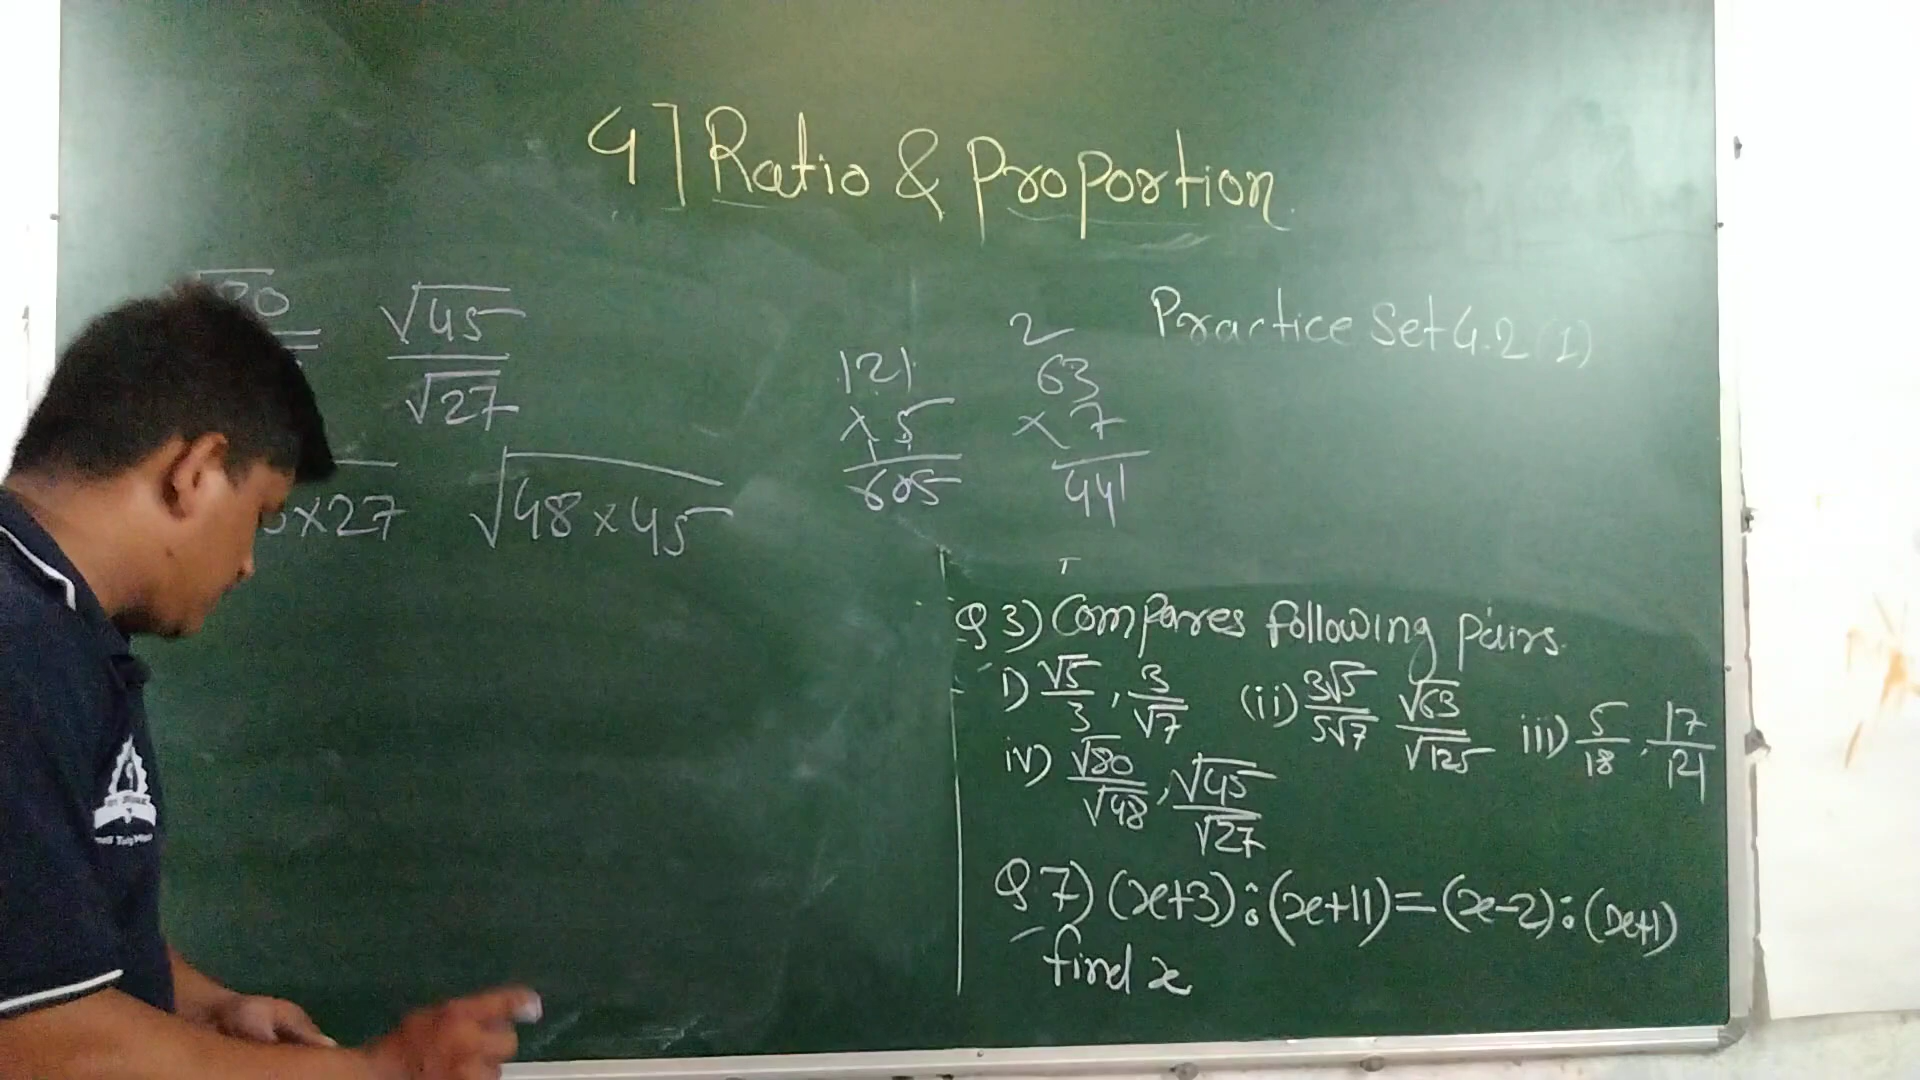 4] Ratio & Proportion
√80 √45
√27
×27 √48×45
121
×5
605
2
63
×7
441
Practice Set 4.2 (1)
Q 3) Compares following pairs.
i) √5/3, 3/√7 (ii) 3√5/5√7 √63/√125 iii) 5/18, 17/121
iv) √80/√48, √45/√27
Q 7) (x+3):(x+11)=(x-2):(x+1)
find x